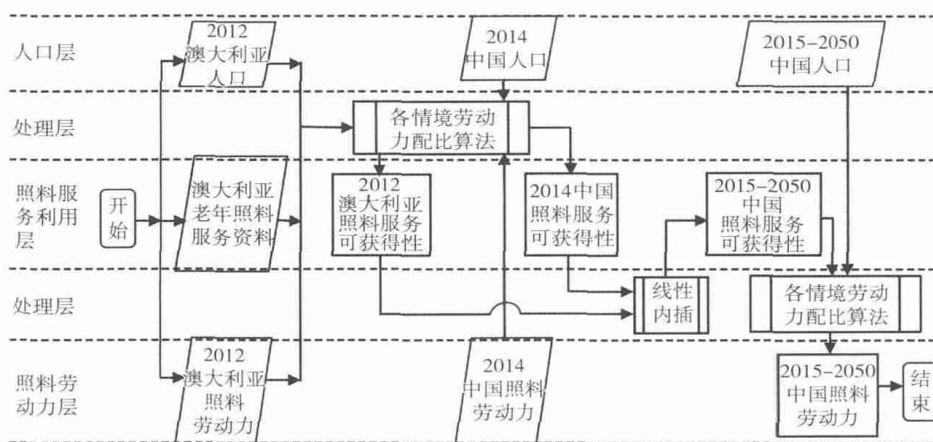 人口层
2012
澳大利亚
人口
2014
中国人口
2015-2050
中国人口
处理层
各情境劳动
力配比算法
照料服
务利用
层
开
始
澳大利亚
老年照料
服务资料
2012
澳大利亚
照料服务
可获得性
2014中国
照料服务
可获得性
2015-2050
中国
照料服务
可获得性
处理层
线性
内插
各情境劳动
力配比算法
照料劳
动力层
2012
澳大利亚
照料
劳动力
2014
中国照料
劳动力
2015-2050
中国照料
劳动力
结
束